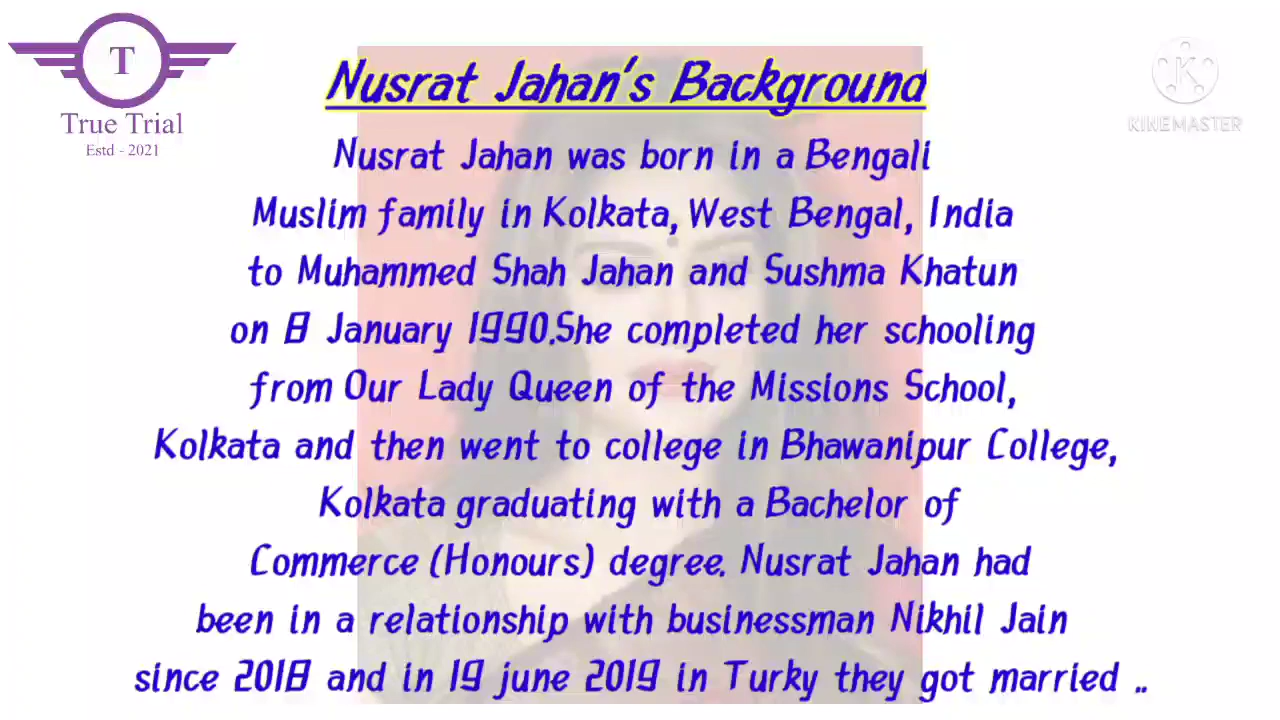 T
True Trial
Estd - 2021
K
KINEMASTER
Nusrat Jahan's Background
Nusrat Jahan was born in a Bengali
Muslim family in Kolkata, West Bengal, India
to Muhammed Shah Jahan and Sushma Khatun
on 8 January 1990.She completed her schooling
from Our Lady Queen of the Missions School,
Kolkata and then went to college in Bhawanipur College,
Kolkata graduating with a Bachelor of
Commerce (Honours) degree. Nusrat Jahan had
been in a relationship with businessman Nikhil Jain
since 2018 and in 19 june 2019 in Turky they got married ..